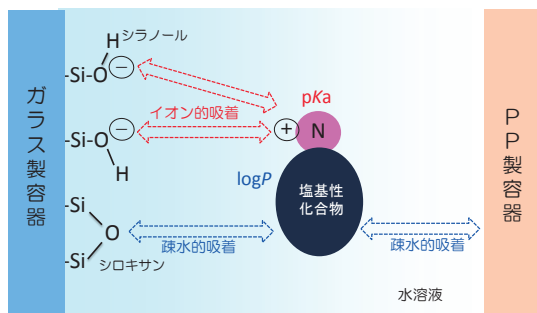 ガラス製容器
H
シラノール
-Si-O
−
イオン的吸着
-Si-O
−
H
-Si
O
-Si
シロキサン
疎水的吸着
pKa
+
N
logP
塩基性
化合物
疎水的吸着
水溶液
PP製容器